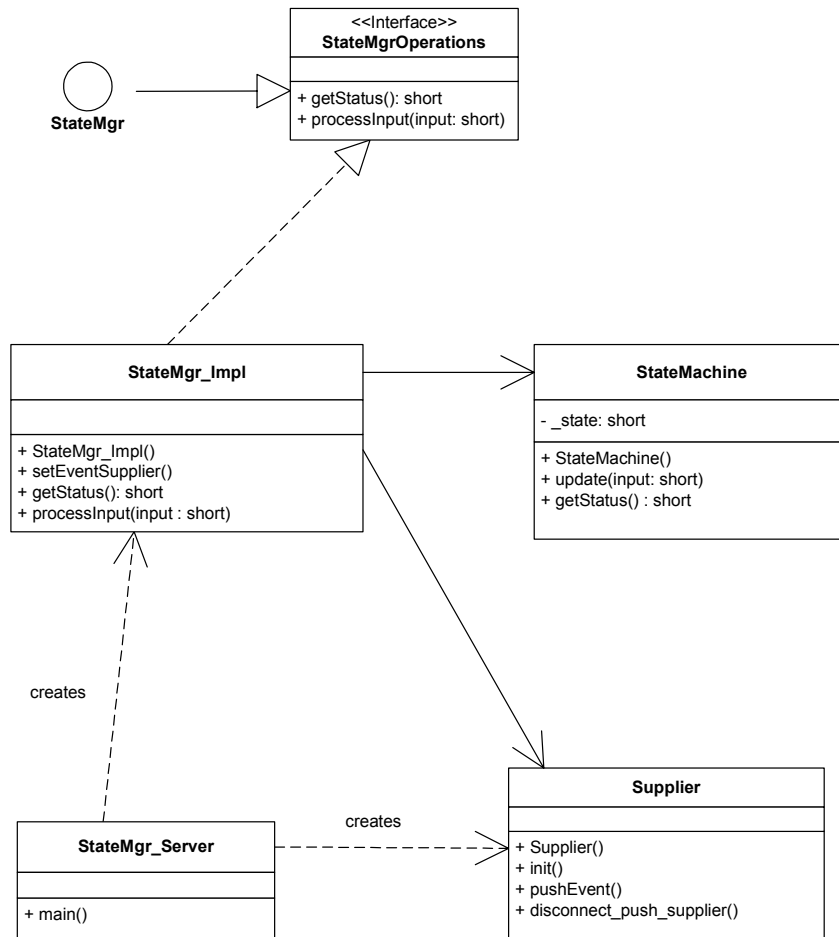 <<Interface>>
StateMgrOperations
+ getStatus(): short
+ processInput(input: short)
StateMgr
StateMgr_Impl
+ StateMgr_Impl()
+ setEventSupplier()
+ getStatus(): short
+ processInput(input : short)
StateMachine
- _state: short
+ StateMachine()
+ update(input: short)
+ getStatus() : short
creates
StateMgr_Server
+ main()
creates
Supplier
+ Supplier()
+ init()
+ pushEvent()
+ disconnect_push_supplier()